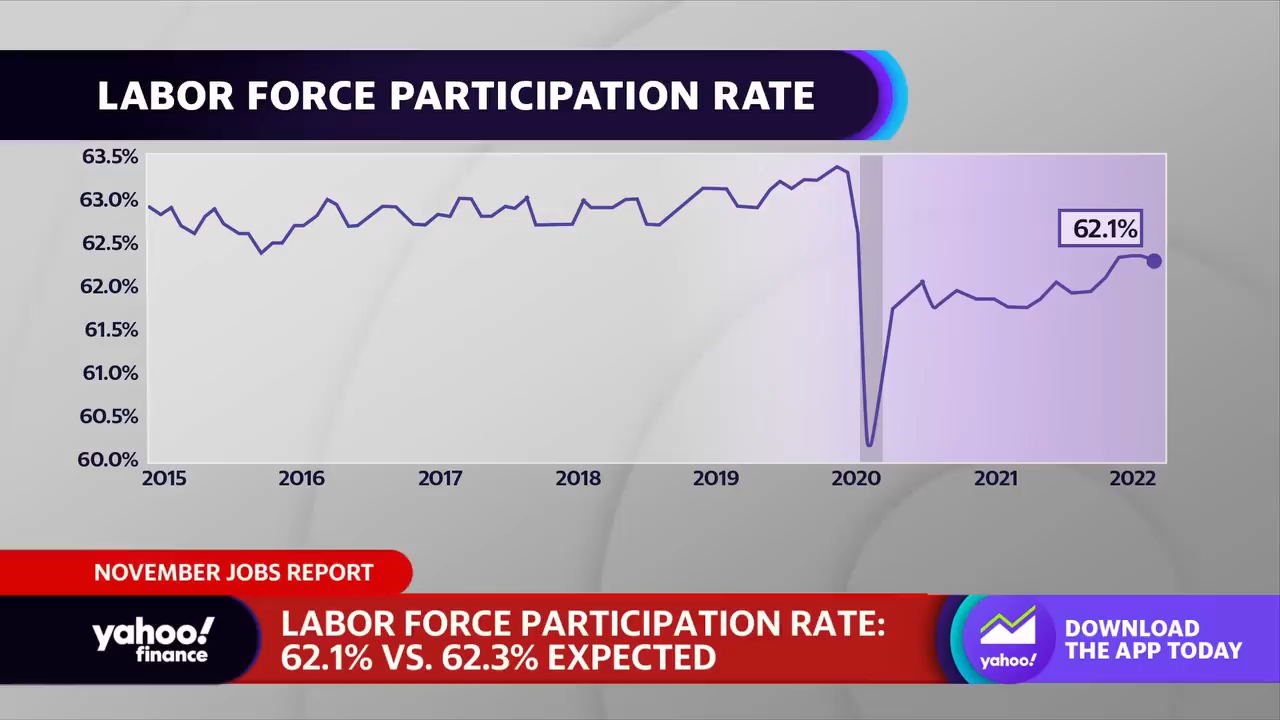 LABOR FORCE PARTICIPATION RATE
63.5%
63.0%
62.5%
62.0%
61.5%
61.0%
60.5%
60.0%
62.1%
2015 2016 2017 2018 2019 2020 2021 2022
NOVEMBER JOBS REPORT
yahoo!
finance
LABOR FORCE PARTICIPATION RATE:
62.1% VS. 62.3% EXPECTED
yahoo!
DOWNLOAD
THE APP TODAY